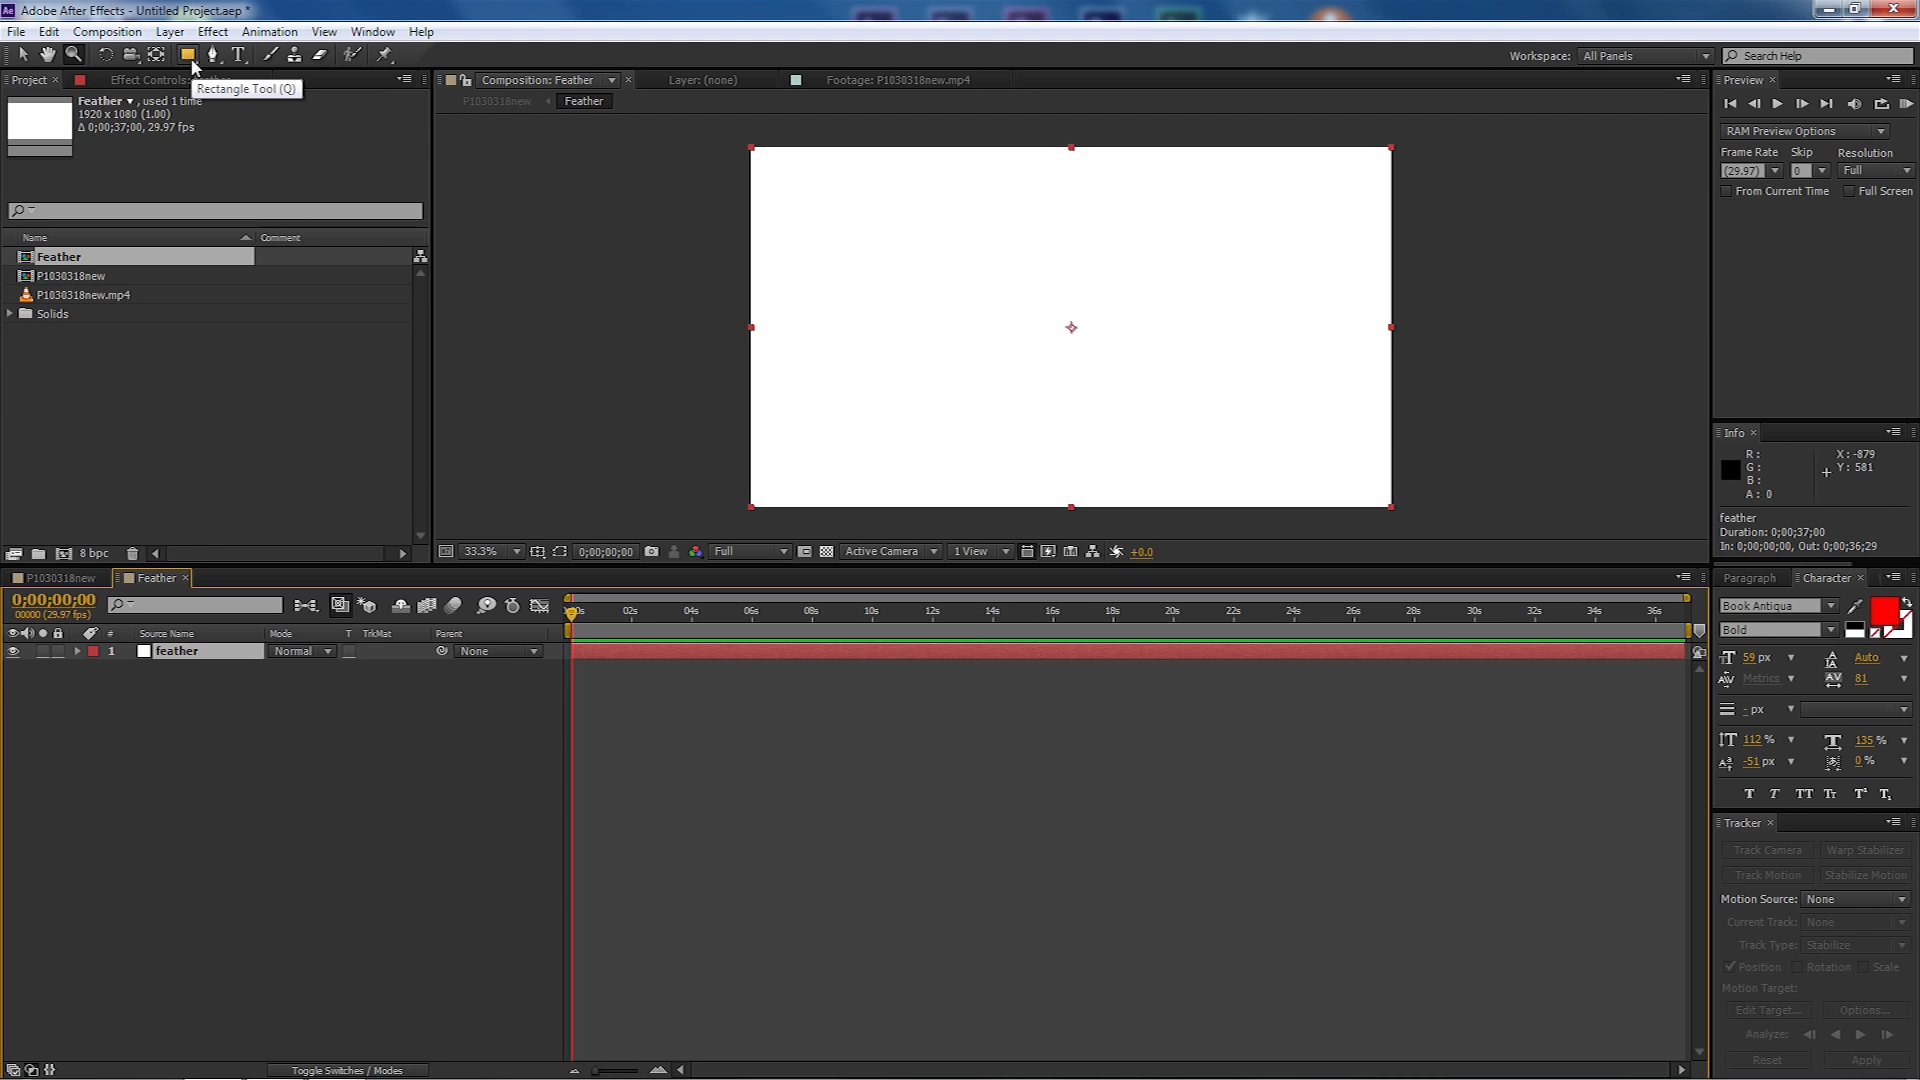 Ae Adobe After Effects - Untitled Project.aep *
File Edit Composition Layer Effect Animation View Window Help
T Workspace: All Panels Search Help
Project × Effect Controls: Composition: Feather × Layer: (none) Footage: P1030318new.mp4 Preview ×
Rectangle Tool (Q)
Feather ▾, used 1 time
1920 x 1080 (1.00)
Δ 0;00;37;00, 29.97 fps
P1030318new Feather
RAM Preview Options
Frame Rate Skip Resolution
(29.97) 0 Full
From Current Time Full Screen
Name Comment
Feather
P1030318new
P1030318new.mp4
Solids
Info ×
R: X: -879
G: Y: 581
B:
A: 0
feather
Duration: 0;00;37;00
In: 0;00;00;00, Out: 0;00;36;29
8 bpc
33.3% 0;00;00;00 Full Active Camera 1 View +0.0
P1030318new Feather × Paragraph Character ×
0;00;00;00
00000 (29.97 fps)
02s 04s 06s 08s 10s 12s 14s 16s 18s 20s 22s 24s 26s 28s 30s 32s 34s 36s
# Source Name Mode T TrkMat Parent
1 feather Normal None
Book Antiqua
Bold
59 px Auto
Metrics 81
- px
112 % 135 %
-51 px 0 %
T T TT Tt T¹ T₁
Tracker ×
Track Camera Warp Stabilizer
Track Motion Stabilize Motion
Motion Source: None
Current Track: None
Track Type: Stabilize
Position Rotation Scale
Motion Target:
Edit Target... Options...
Analyze:
Reset Apply
Toggle Switches / Modes